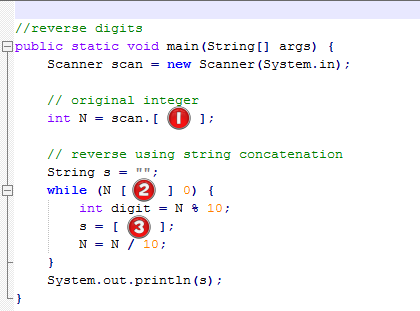 //reverse digits
public static void main(String[] args) {
Scanner scan = new Scanner(System.in);
// original integer
int N = scan.[ 1 ];
// reverse using string concatenation
String s = "";
while (N [ 2 ] 0) {
int digit = N % 10;
s = [ 3 ];
N = N / 10;
}
System.out.println(s);
}